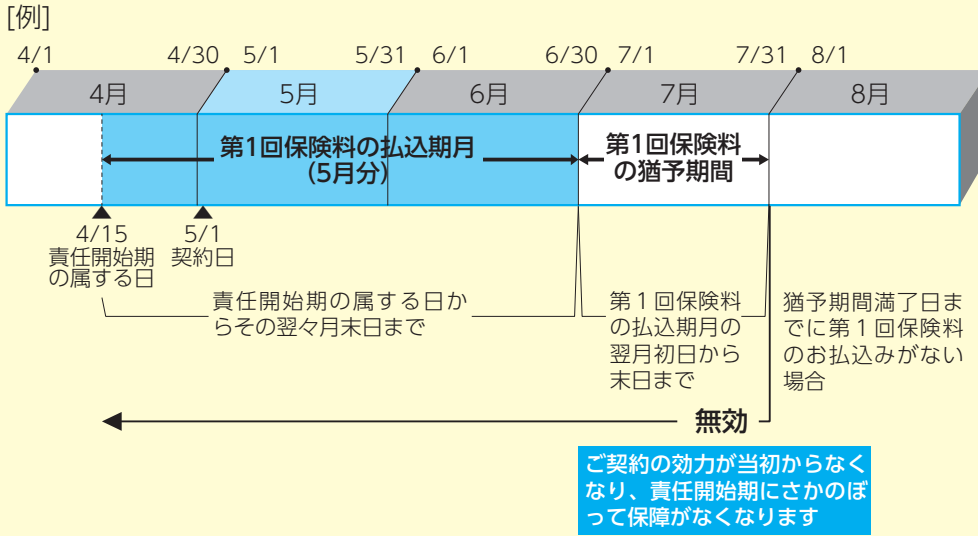 [例]
4/1 4/30 5/1 5/31 6/1 6/30 7/1 7/31 8/1
4月 5月 6月 7月 8月
第1回保険料の払込期月
(5月分)
第1回保険料
の猶予期間
4/15
責任開始期
の属する日
5/1
契約日
責任開始期の属する日か
らその翌々月末日まで
第1回保険料
の払込期月の
翌月初日から
末日まで
猶予期間満了日ま
でに第1回保険料
のお払込みがない
場合
無効
ご契約の効力が当初からなく
なり、責任開始期にさかのぼ
って保障がなくなります